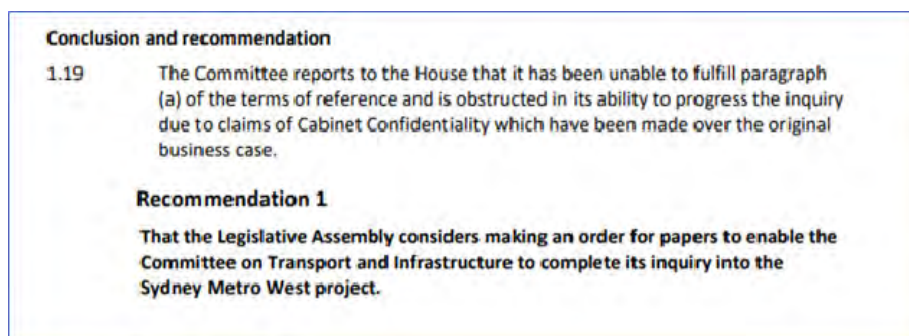 Conclusion and recommendation
1.19 The Committee reports to the House that it has been unable to fulfill paragraph
(a) of the terms of reference and is obstructed in its ability to progress the inquiry
due to claims of Cabinet Confidentiality which have been made over the original
business case.
Recommendation 1
That the Legislative Assembly considers making an order for papers to enable the
Committee on Transport and Infrastructure to complete its inquiry into the
Sydney Metro West project.